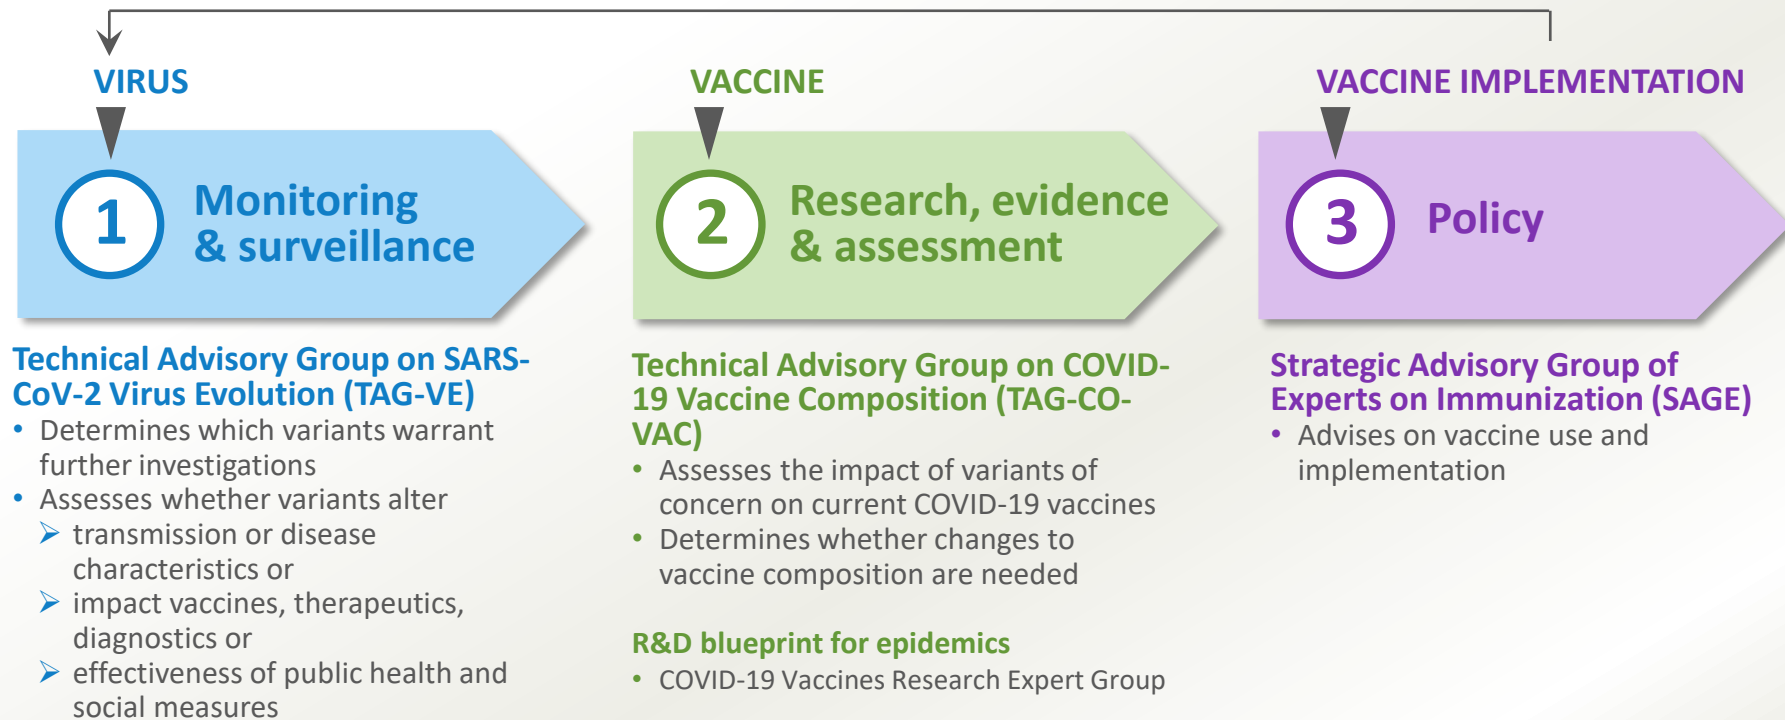 VIRUS
1
Monitoring
& surveillance
Technical Advisory Group on SARS-
CoV-2 Virus Evolution (TAG-VE)
• Determines which variants warrant
further investigations
• Assesses whether variants alter
➢ transmission or disease
characteristics or
➢ impact vaccines, therapeutics,
diagnostics or
➢ effectiveness of public health and
social measures
VACCINE
2
Research, evidence
& assessment
Technical Advisory Group on COVID-
19 Vaccine Composition (TAG-CO-
VAC)
• Assesses the impact of variants of
concern on current COVID-19 vaccines
• Determines whether changes to
vaccine composition are needed
R&D blueprint for epidemics
• COVID-19 Vaccines Research Expert Group
VACCINE IMPLEMENTATION
3
Policy
Strategic Advisory Group of
Experts on Immunization (SAGE)
• Advises on vaccine use and
implementation